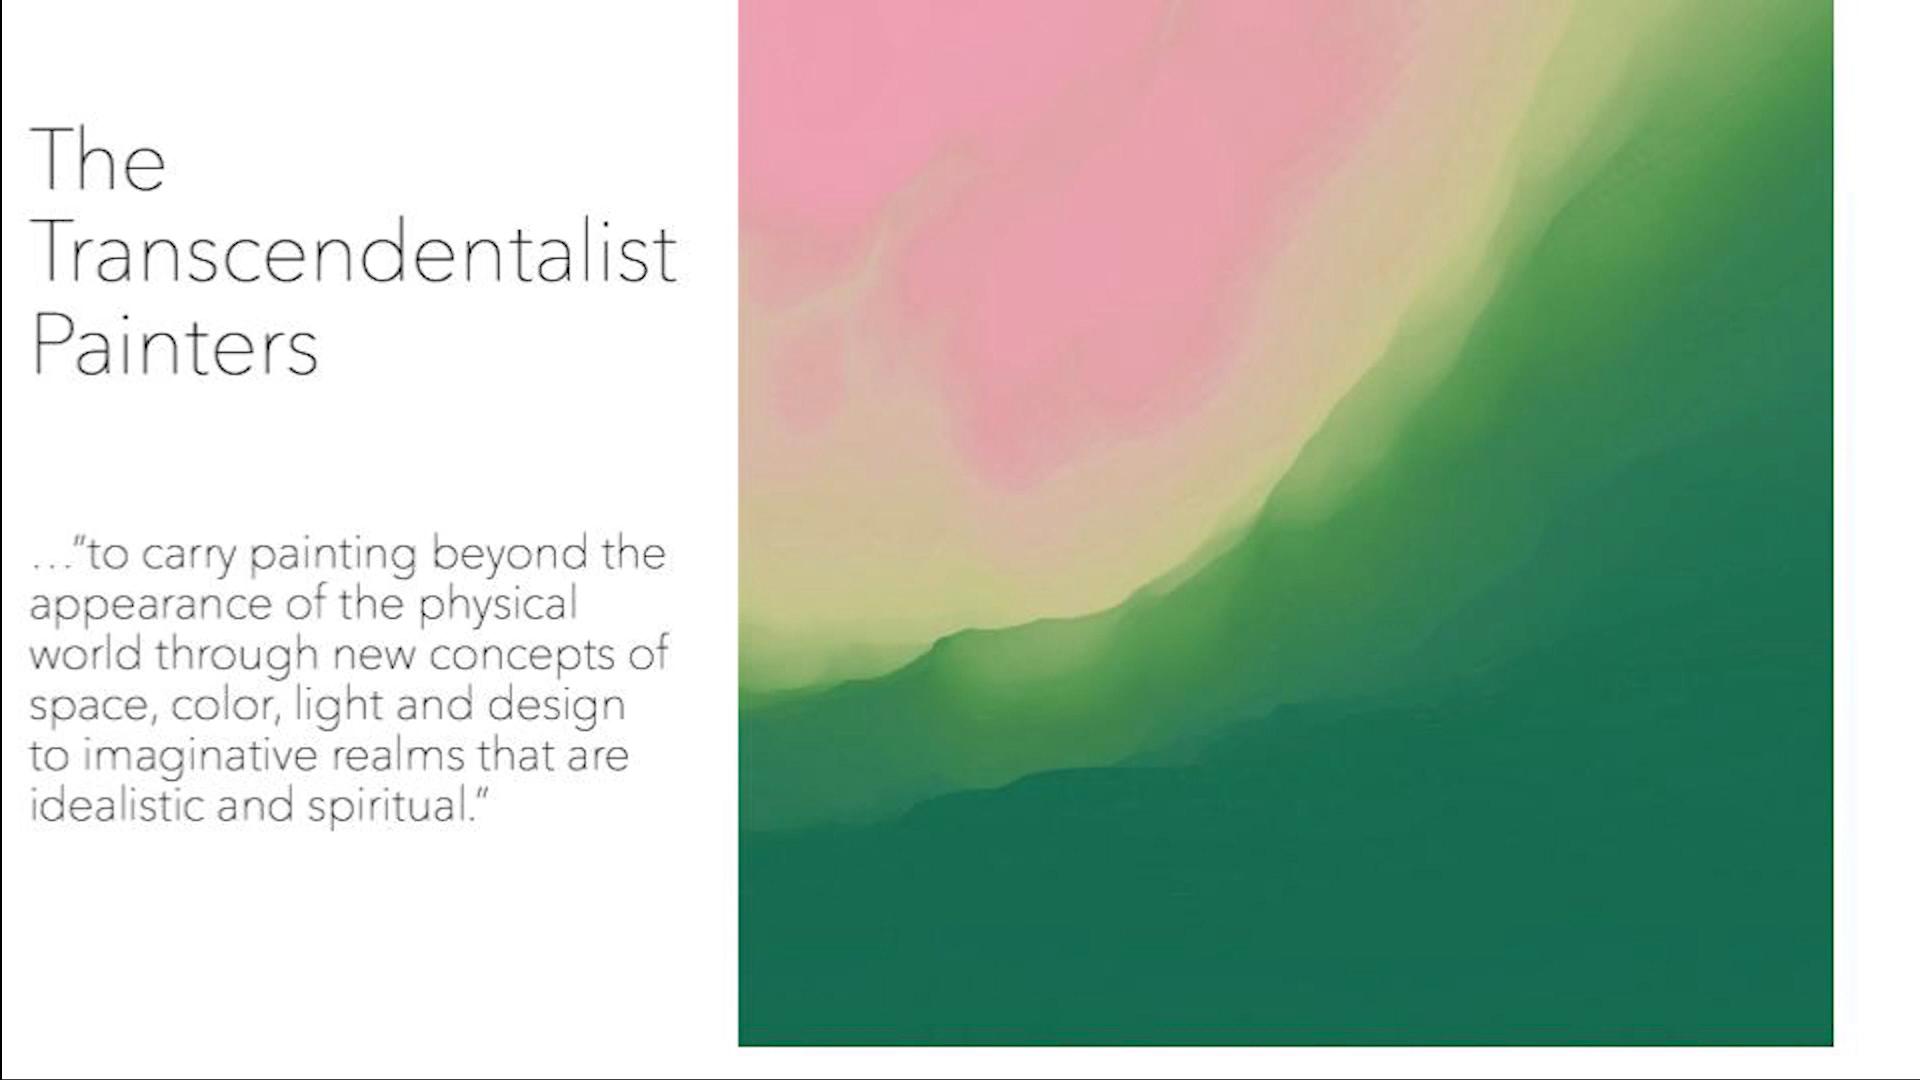 The
Transcendentalist
Painters
…"to carry painting beyond the
appearance of the physical
world through new concepts of
space, color, light and design
to imaginative realms that are
idealistic and spiritual."